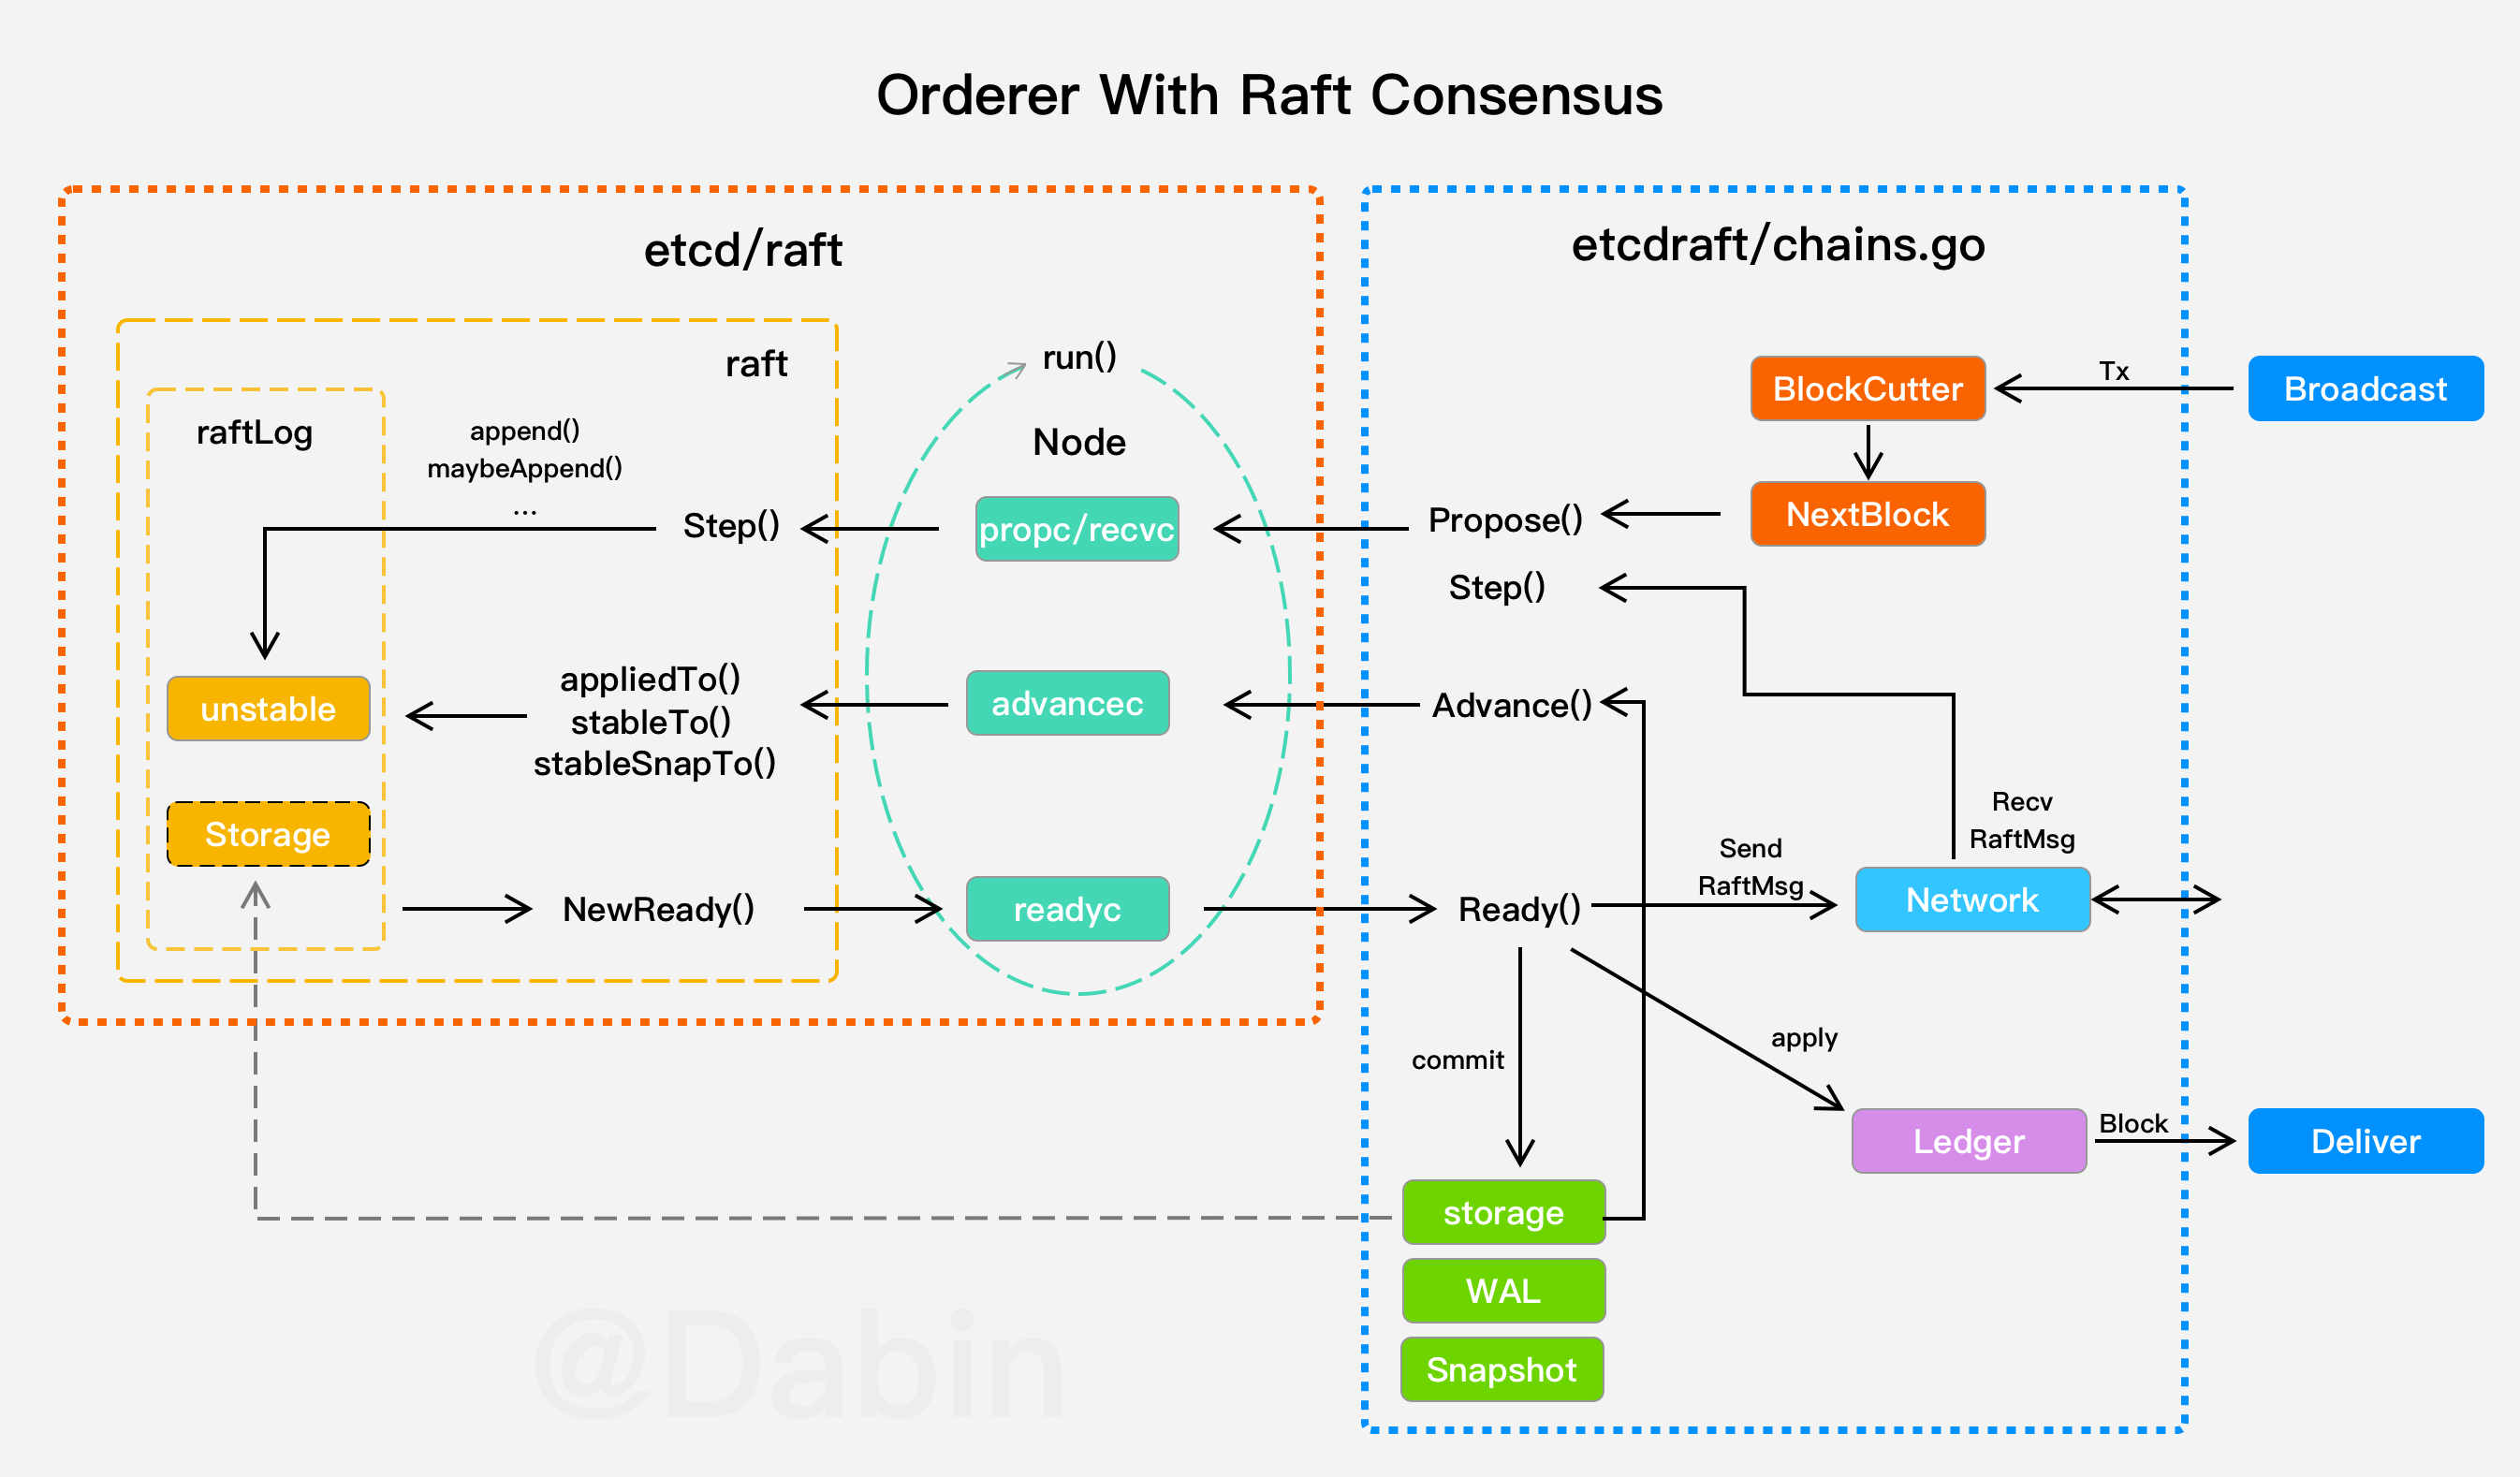 Orderer With Raft Consensus
etcd/raft
raft
raftLog
append()
maybeAppend()
...
Step()
unstable
appliedTo()
stableTo()
stableSnapTo()
Storage
NewReady()
run()
Node
propc/recvc
advancec
readyc
etcdraft/chains.go
BlockCutter
Tx
Broadcast
NextBlock
Propose()
Step()
Advance()
Recv
RaftMsg
Send
RaftMsg
Network
Ready()
commit
apply
Ledger
Block
Deliver
storage
WAL
Snapshot
@Dabin